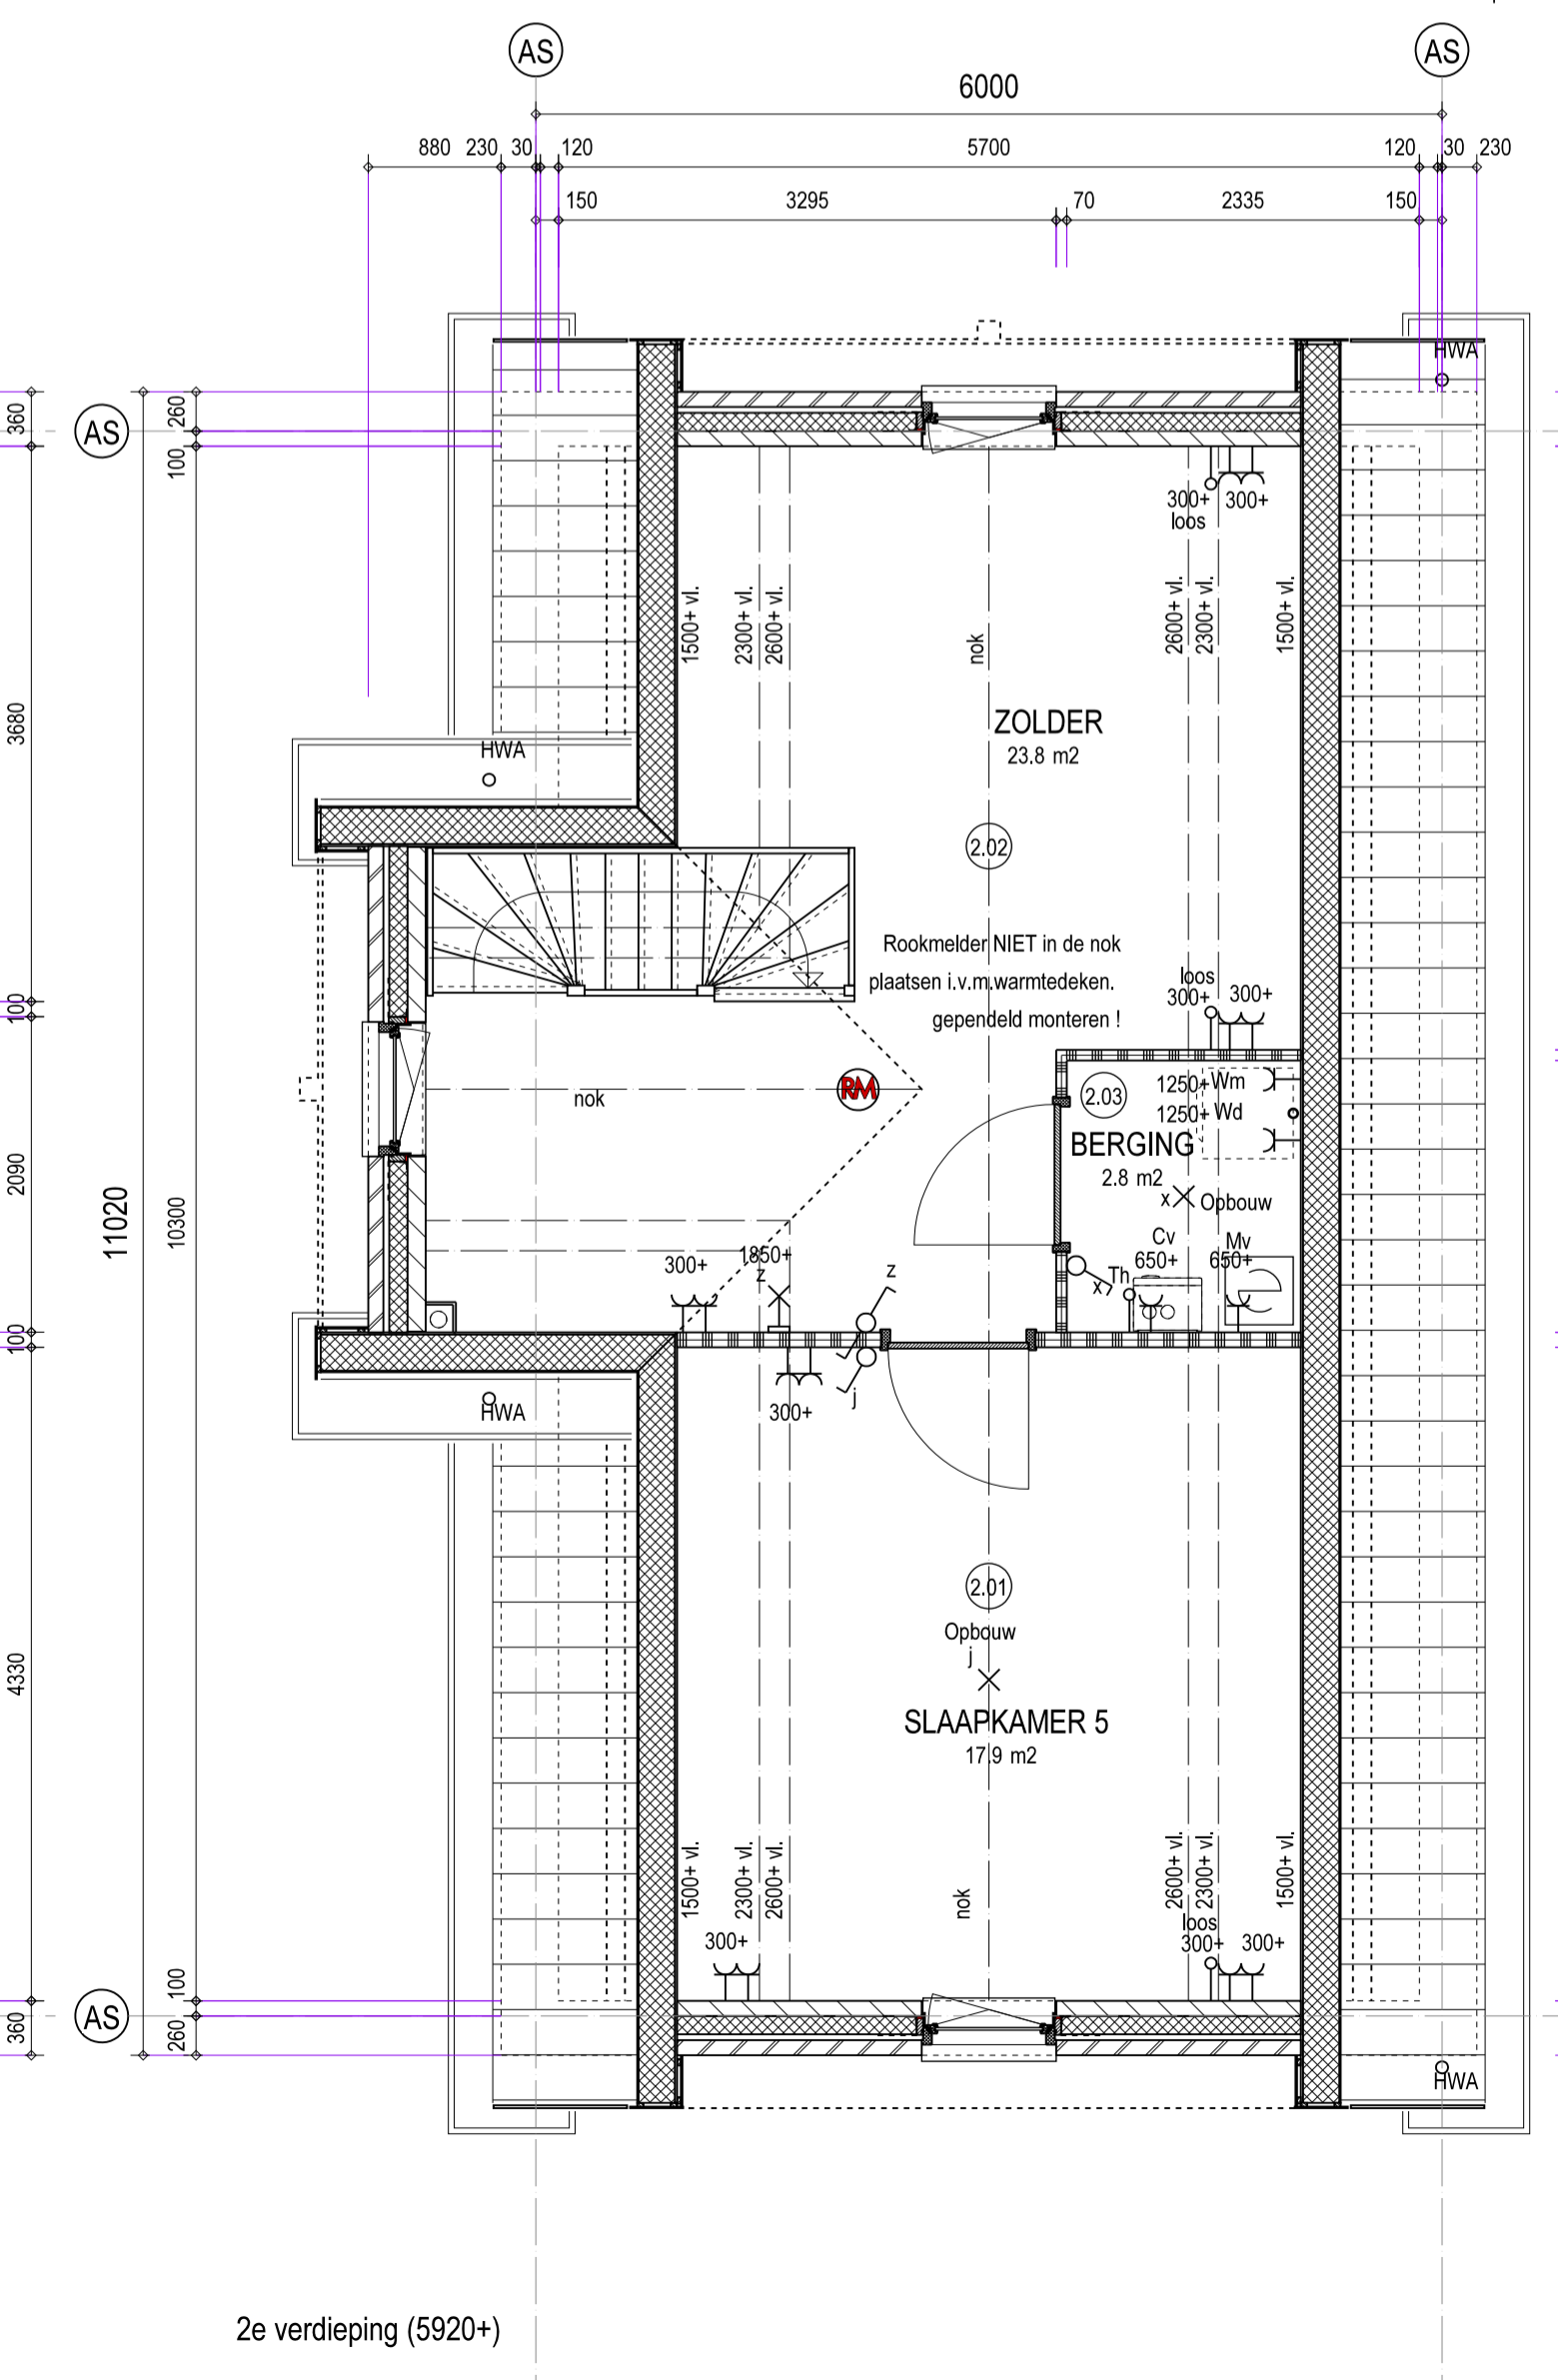 AS
AS
6000
880 230 30 120 5700 120 30 230
150 3295 70 2335 150
HWA
360
260
AS
100
300+ 300+
loos
1500+ vl.
2300+ vl.
2600+ vl.
nok
2600+ vl.
2300+ vl.
1500+ vl.
3680
ZOLDER
23.8 m2
HWA
2.02
Rookmelder NIET in de nok
plaatsen i.v.m.warmtedeken.
gependeld monteren !
loos
300+ 300+
100
nok
RM
2.03
1250+ Wm
1250+ Wd
BERGING
2.8 m2
x Opbouw
2090
11020
10300
Cv
650+
Mv
650+
Th
x
300+
1850+
z
z
100
j
300+
HWA
2.01
Opbouw
j
4330
SLAAPKAMER 5
17.9 m2
1500+ vl.
2300+ vl.
2600+ vl.
nok
2600+ vl.
2300+ vl.
1500+ vl.
300+
loos
300+ 300+
100
AS
360
260
HWA
2e verdieping (5920+)